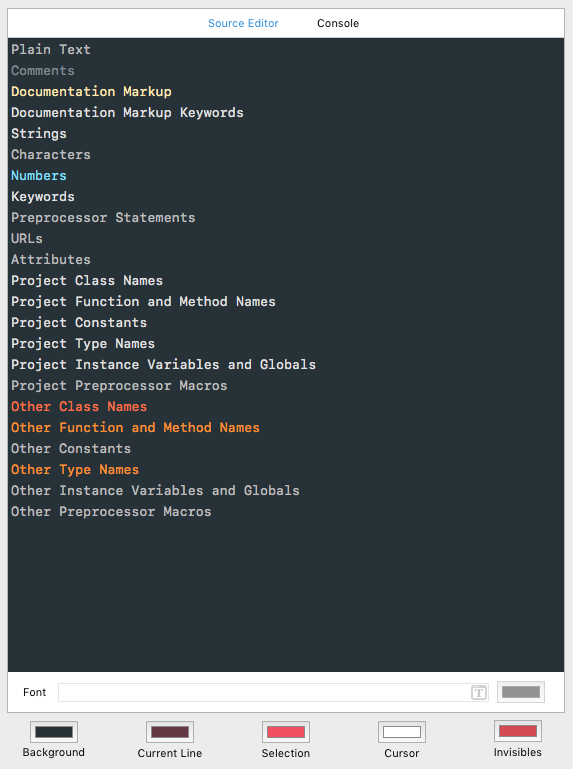 Source Editor Console
Plain Text
Comments
Documentation Markup
Documentation Markup Keywords
Strings
Characters
Numbers
Keywords
Preprocessor Statements
URLs
Attributes
Project Class Names
Project Function and Method Names
Project Constants
Project Type Names
Project Instance Variables and Globals
Project Preprocessor Macros
Other Class Names
Other Function and Method Names
Other Constants
Other Type Names
Other Instance Variables and Globals
Other Preprocessor Macros
Font T
Background Current Line Selection Cursor Invisibles